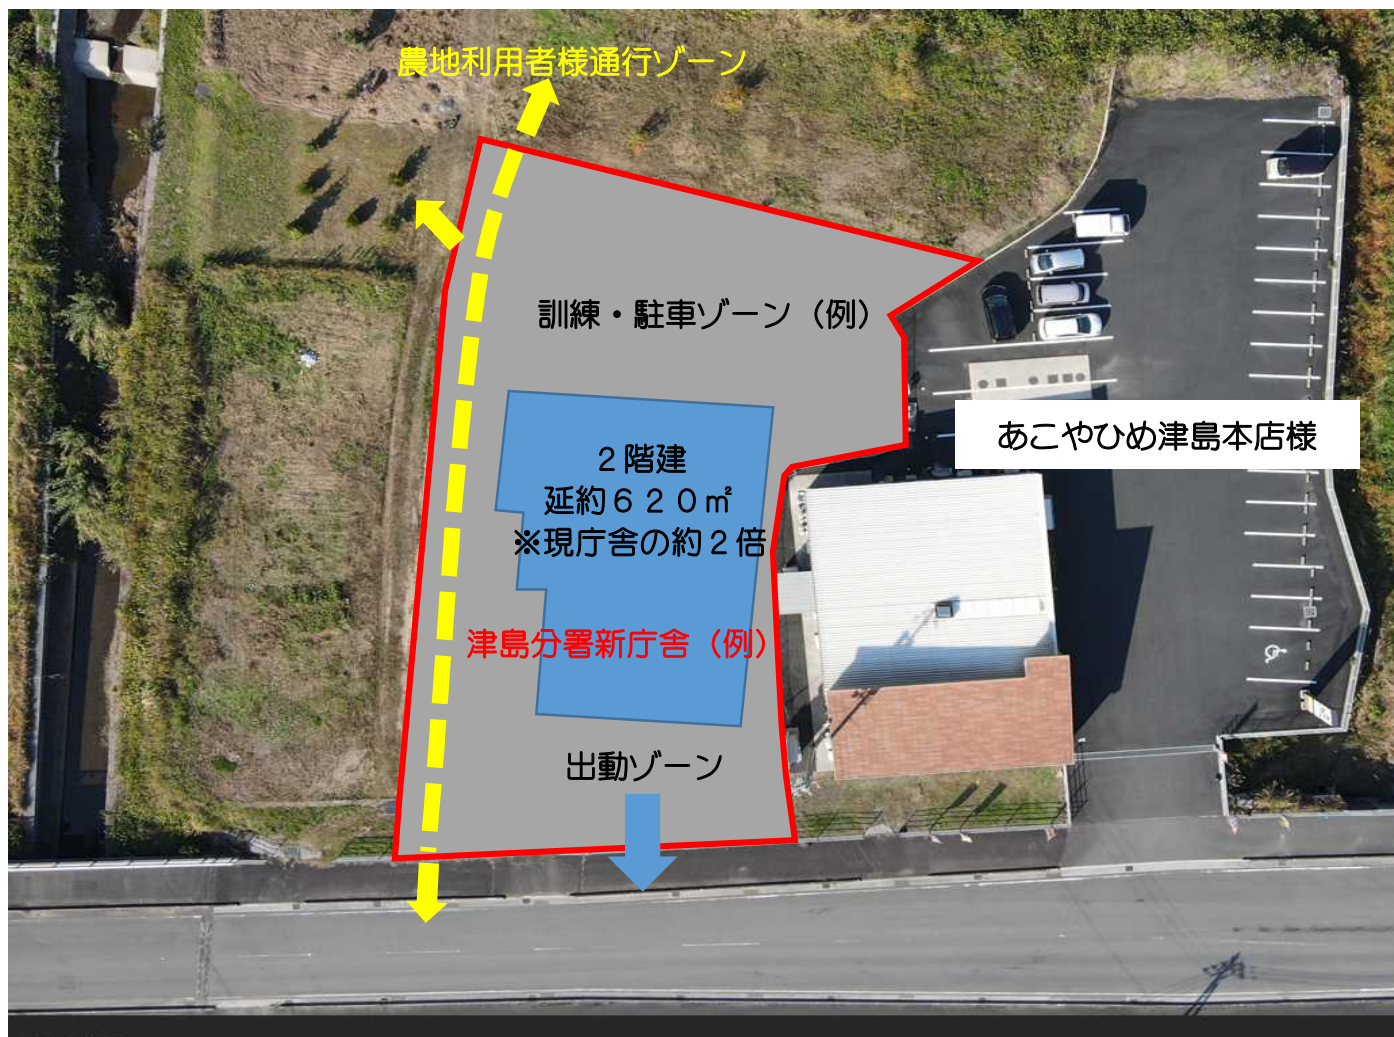 農地利用者様通行ゾーン
訓練・駐車ゾーン（例）
あこやひめ津島本店様
２階建
延約６２０㎡
※現庁舎の約２倍
津島分署新庁舎（例）
出動ゾーン